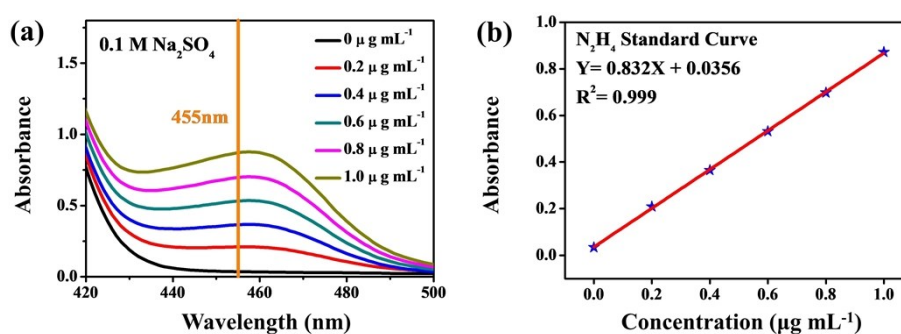 (a)
0.1 M Na₂SO₄
455nm
0 μ g mL⁻¹
0.2 μ g mL⁻¹
0.4 μ g mL⁻¹
0.6 μ g mL⁻¹
0.8 μ g mL⁻¹
1.0 μ g mL⁻¹
Absorbance
1.5
1.0
0.5
0.0
420
440
460
480
500
Wavelength (nm)
(b)
N₂H₄ Standard Curve
Y= 0.832X + 0.0356
R²= 0.999
Absorbance
1.0
0.8
0.6
0.4
0.2
0.0
0.0
0.2
0.4
0.6
0.8
1.0
Concentration (μg mL⁻¹)